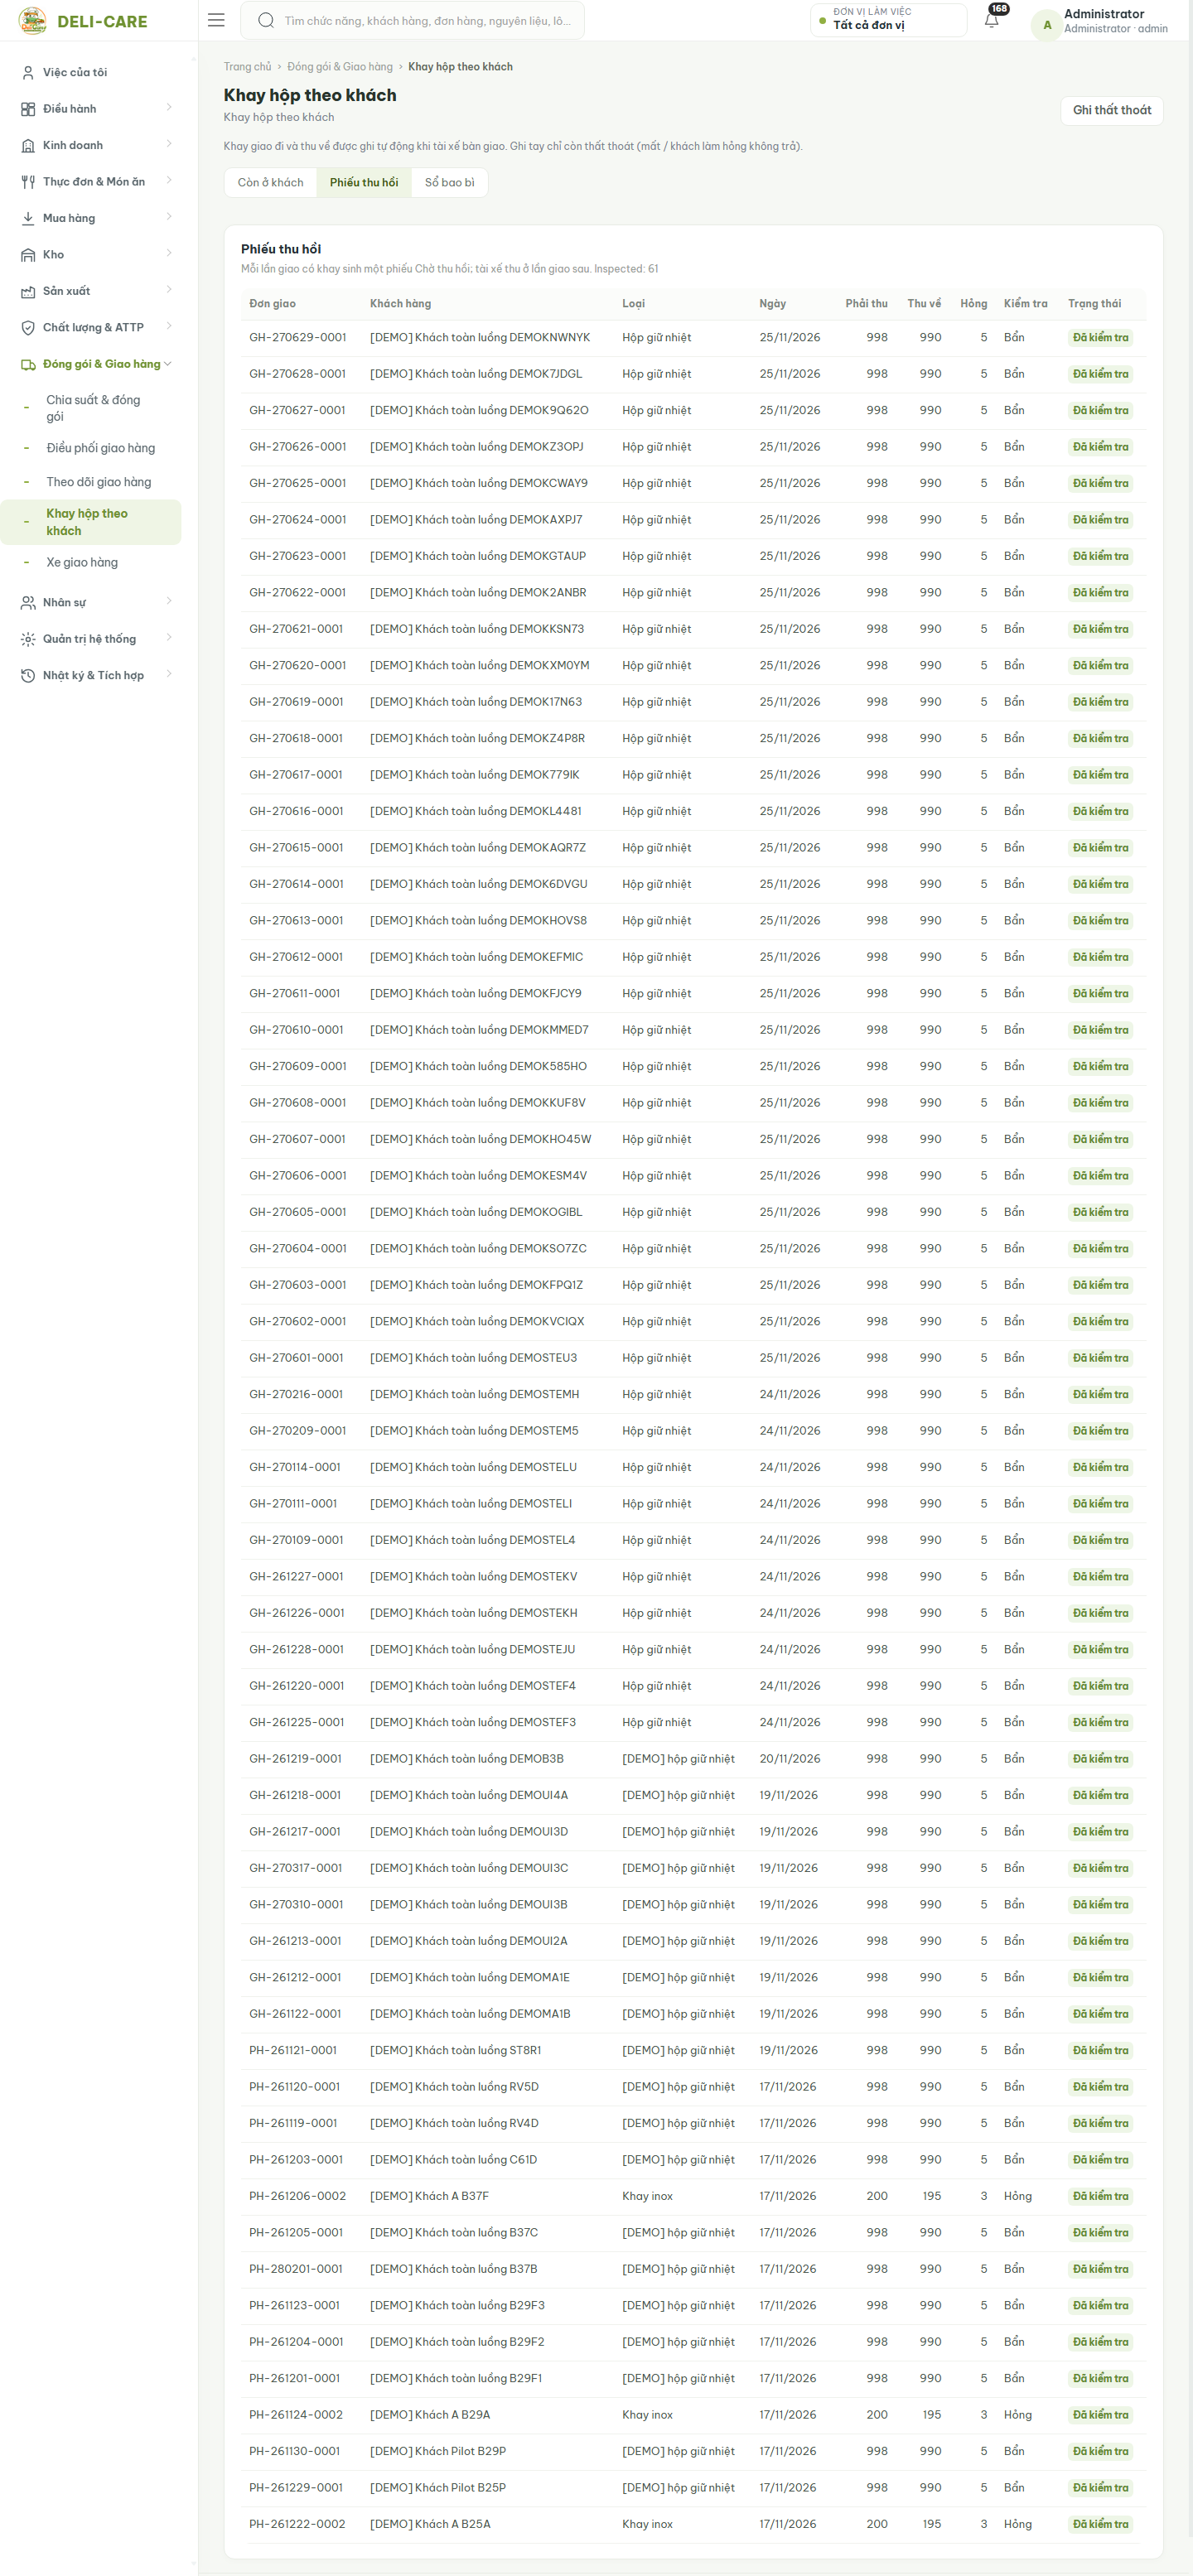 DELI-CARE
Tìm chức năng, khách hàng, đơn hàng, nguyên liệu, lô...
ĐƠN VỊ LÀM VIỆC
Tất cả đơn vị
168
A
Administrator
Administrator · admin
Việc của tôi
Điều hành
Kinh doanh
Thực đơn & Món ăn
Mua hàng
Kho
Sản xuất
Chất lượng & ATTP
Đóng gói & Giao hàng
Chia suất & đóng
gói
Điều phối giao hàng
Theo dõi giao hàng
Khay hộp theo
khách
Xe giao hàng
Nhân sự
Quản trị hệ thống
Nhật ký & Tích hợp
Trang chủ › Đóng gói & Giao hàng › Khay hộp theo khách
Khay hộp theo khách
Khay hộp theo khách
Ghi thất thoát
Khay giao đi và thu về được ghi tự động khi tài xế bàn giao. Ghi tay chỉ còn thất thoát (mất / khách làm hỏng không trả).
Còn ở khách Phiếu thu hồi Sổ bao bì
Phiếu thu hồi
Mỗi lần giao có khay sinh một phiếu Chờ thu hồi; tài xế thu ở lần giao sau. Inspected: 61
Đơn giao Khách hàng Loại Ngày Phải thu Thu về Hỏng Kiểm tra Trạng thái
GH-270629-0001 [DEMO] Khách toàn luồng DEMOKNWNYK Hộp giữ nhiệt 25/11/2026 998 990 5 Bẩn Đã kiểm tra
GH-270628-0001 [DEMO] Khách toàn luồng DEMOK7JDGL Hộp giữ nhiệt 25/11/2026 998 990 5 Bẩn Đã kiểm tra
GH-270627-0001 [DEMO] Khách toàn luồng DEMOK9Q62O Hộp giữ nhiệt 25/11/2026 998 990 5 Bẩn Đã kiểm tra
GH-270626-0001 [DEMO] Khách toàn luồng DEMOKZ3OPJ Hộp giữ nhiệt 25/11/2026 998 990 5 Bẩn Đã kiểm tra
GH-270625-0001 [DEMO] Khách toàn luồng DEMOKCWAY9 Hộp giữ nhiệt 25/11/2026 998 990 5 Bẩn Đã kiểm tra
GH-270624-0001 [DEMO] Khách toàn luồng DEMOKAXPJ7 Hộp giữ nhiệt 25/11/2026 998 990 5 Bẩn Đã kiểm tra
GH-270623-0001 [DEMO] Khách toàn luồng DEMOKGTAUP Hộp giữ nhiệt 25/11/2026 998 990 5 Bẩn Đã kiểm tra
GH-270622-0001 [DEMO] Khách toàn luồng DEMOK2ANBR Hộp giữ nhiệt 25/11/2026 998 990 5 Bẩn Đã kiểm tra
GH-270621-0001 [DEMO] Khách toàn luồng DEMOKKSN73 Hộp giữ nhiệt 25/11/2026 998 990 5 Bẩn Đã kiểm tra
GH-270620-0001 [DEMO] Khách toàn luồng DEMOKXM0YM Hộp giữ nhiệt 25/11/2026 998 990 5 Bẩn Đã kiểm tra
GH-270619-0001 [DEMO] Khách toàn luồng DEMOK17N63 Hộp giữ nhiệt 25/11/2026 998 990 5 Bẩn Đã kiểm tra
GH-270618-0001 [DEMO] Khách toàn luồng DEMOKZ4P8R Hộp giữ nhiệt 25/11/2026 998 990 5 Bẩn Đã kiểm tra
GH-270617-0001 [DEMO] Khách toàn luồng DEMOK779IK Hộp giữ nhiệt 25/11/2026 998 990 5 Bẩn Đã kiểm tra
GH-270616-0001 [DEMO] Khách toàn luồng DEMOKL4481 Hộp giữ nhiệt 25/11/2026 998 990 5 Bẩn Đã kiểm tra
GH-270615-0001 [DEMO] Khách toàn luồng DEMOKAQR7Z Hộp giữ nhiệt 25/11/2026 998 990 5 Bẩn Đã kiểm tra
GH-270614-0001 [DEMO] Khách toàn luồng DEMOK6DVGU Hộp giữ nhiệt 25/11/2026 998 990 5 Bẩn Đã kiểm tra
GH-270613-0001 [DEMO] Khách toàn luồng DEMOKHOVS8 Hộp giữ nhiệt 25/11/2026 998 990 5 Bẩn Đã kiểm tra
GH-270612-0001 [DEMO] Khách toàn luồng DEMOKEFMIC Hộp giữ nhiệt 25/11/2026 998 990 5 Bẩn Đã kiểm tra
GH-270611-0001 [DEMO] Khách toàn luồng DEMOKFJCY9 Hộp giữ nhiệt 25/11/2026 998 990 5 Bẩn Đã kiểm tra
GH-270610-0001 [DEMO] Khách toàn luồng DEMOKMMED7 Hộp giữ nhiệt 25/11/2026 998 990 5 Bẩn Đã kiểm tra
GH-270609-0001 [DEMO] Khách toàn luồng DEMOK585HO Hộp giữ nhiệt 25/11/2026 998 990 5 Bẩn Đã kiểm tra
GH-270608-0001 [DEMO] Khách toàn luồng DEMOKKUF8V Hộp giữ nhiệt 25/11/2026 998 990 5 Bẩn Đã kiểm tra
GH-270607-0001 [DEMO] Khách toàn luồng DEMOKHO45W Hộp giữ nhiệt 25/11/2026 998 990 5 Bẩn Đã kiểm tra
GH-270606-0001 [DEMO] Khách toàn luồng DEMOKESM4V Hộp giữ nhiệt 25/11/2026 998 990 5 Bẩn Đã kiểm tra
GH-270605-0001 [DEMO] Khách toàn luồng DEMOKOGIBL Hộp giữ nhiệt 25/11/2026 998 990 5 Bẩn Đã kiểm tra
GH-270604-0001 [DEMO] Khách toàn luồng DEMOKSO7ZC Hộp giữ nhiệt 25/11/2026 998 990 5 Bẩn Đã kiểm tra
GH-270603-0001 [DEMO] Khách toàn luồng DEMOKFPQ1Z Hộp giữ nhiệt 25/11/2026 998 990 5 Bẩn Đã kiểm tra
GH-270602-0001 [DEMO] Khách toàn luồng DEMOKVCIQX Hộp giữ nhiệt 25/11/2026 998 990 5 Bẩn Đã kiểm tra
GH-270601-0001 [DEMO] Khách toàn luồng DEMOSTEU3 Hộp giữ nhiệt 25/11/2026 998 990 5 Bẩn Đã kiểm tra
GH-270216-0001 [DEMO] Khách toàn luồng DEMOSTEMH Hộp giữ nhiệt 24/11/2026 998 990 5 Bẩn Đã kiểm tra
GH-270209-0001 [DEMO] Khách toàn luồng DEMOSTEM5 Hộp giữ nhiệt 24/11/2026 998 990 5 Bẩn Đã kiểm tra
GH-270114-0001 [DEMO] Khách toàn luồng DEMOSTELU Hộp giữ nhiệt 24/11/2026 998 990 5 Bẩn Đã kiểm tra
GH-270111-0001 [DEMO] Khách toàn luồng DEMOSTELI Hộp giữ nhiệt 24/11/2026 998 990 5 Bẩn Đã kiểm tra
GH-270109-0001 [DEMO] Khách toàn luồng DEMOSTEL4 Hộp giữ nhiệt 24/11/2026 998 990 5 Bẩn Đã kiểm tra
GH-261227-0001 [DEMO] Khách toàn luồng DEMOSTEKV Hộp giữ nhiệt 24/11/2026 998 990 5 Bẩn Đã kiểm tra
GH-261226-0001 [DEMO] Khách toàn luồng DEMOSTEKH Hộp giữ nhiệt 24/11/2026 998 990 5 Bẩn Đã kiểm tra
GH-261228-0001 [DEMO] Khách toàn luồng DEMOSTEJU Hộp giữ nhiệt 24/11/2026 998 990 5 Bẩn Đã kiểm tra
GH-261220-0001 [DEMO] Khách toàn luồng DEMOSTEF4 Hộp giữ nhiệt 24/11/2026 998 990 5 Bẩn Đã kiểm tra
GH-261225-0001 [DEMO] Khách toàn luồng DEMOSTEF3 Hộp giữ nhiệt 24/11/2026 998 990 5 Bẩn Đã kiểm tra
GH-261219-0001 [DEMO] Khách toàn luồng DEMOB3B [DEMO] hộp giữ nhiệt 20/11/2026 998 990 5 Bẩn Đã kiểm tra
GH-261218-0001 [DEMO] Khách toàn luồng DEMOUI4A [DEMO] hộp giữ nhiệt 19/11/2026 998 990 5 Bẩn Đã kiểm tra
GH-261217-0001 [DEMO] Khách toàn luồng DEMOUI3D [DEMO] hộp giữ nhiệt 19/11/2026 998 990 5 Bẩn Đã kiểm tra
GH-270317-0001 [DEMO] Khách toàn luồng DEMOUI3C [DEMO] hộp giữ nhiệt 19/11/2026 998 990 5 Bẩn Đã kiểm tra
GH-270310-0001 [DEMO] Khách toàn luồng DEMOUI3B [DEMO] hộp giữ nhiệt 19/11/2026 998 990 5 Bẩn Đã kiểm tra
GH-261213-0001 [DEMO] Khách toàn luồng DEMOUI2A [DEMO] hộp giữ nhiệt 19/11/2026 998 990 5 Bẩn Đã kiểm tra
GH-261212-0001 [DEMO] Khách toàn luồng DEMOMA1E [DEMO] hộp giữ nhiệt 19/11/2026 998 990 5 Bẩn Đã kiểm tra
GH-261122-0001 [DEMO] Khách toàn luồng DEMOMA1B [DEMO] hộp giữ nhiệt 19/11/2026 998 990 5 Bẩn Đã kiểm tra
PH-261121-0001 [DEMO] Khách toàn luồng ST8R1 [DEMO] hộp giữ nhiệt 19/11/2026 998 990 5 Bẩn Đã kiểm tra
PH-261120-0001 [DEMO] Khách toàn luồng RV5D [DEMO] hộp giữ nhiệt 17/11/2026 998 990 5 Bẩn Đã kiểm tra
PH-261119-0001 [DEMO] Khách toàn luồng RV4D [DEMO] hộp giữ nhiệt 17/11/2026 998 990 5 Bẩn Đã kiểm tra
PH-261203-0001 [DEMO] Khách toàn luồng C61D [DEMO] hộp giữ nhiệt 17/11/2026 998 990 5 Bẩn Đã kiểm tra
PH-261206-0002 [DEMO] Khách A B37F Khay inox 17/11/2026 200 195 3 Hỏng Đã kiểm tra
PH-261205-0001 [DEMO] Khách toàn luồng B37C [DEMO] hộp giữ nhiệt 17/11/2026 998 990 5 Bẩn Đã kiểm tra
PH-280201-0001 [DEMO] Khách toàn luồng B37B [DEMO] hộp giữ nhiệt 17/11/2026 998 990 5 Bẩn Đã kiểm tra
PH-261123-0001 [DEMO] Khách toàn luồng B29F3 [DEMO] hộp giữ nhiệt 17/11/2026 998 990 5 Bẩn Đã kiểm tra
PH-261204-0001 [DEMO] Khách toàn luồng B29F2 [DEMO] hộp giữ nhiệt 17/11/2026 998 990 5 Bẩn Đã kiểm tra
PH-261201-0001 [DEMO] Khách toàn luồng B29F1 [DEMO] hộp giữ nhiệt 17/11/2026 998 990 5 Bẩn Đã kiểm tra
PH-261124-0002 [DEMO] Khách A B29A Khay inox 17/11/2026 200 195 3 Hỏng Đã kiểm tra
PH-261130-0001 [DEMO] Khách Pilot B29P [DEMO] hộp giữ nhiệt 17/11/2026 998 990 5 Bẩn Đã kiểm tra
PH-261229-0001 [DEMO] Khách Pilot B25P [DEMO] hộp giữ nhiệt 17/11/2026 998 990 5 Bẩn Đã kiểm tra
PH-261222-0002 [DEMO] Khách A B25A Khay inox 17/11/2026 200 195 3 Hỏng Đã kiểm tra